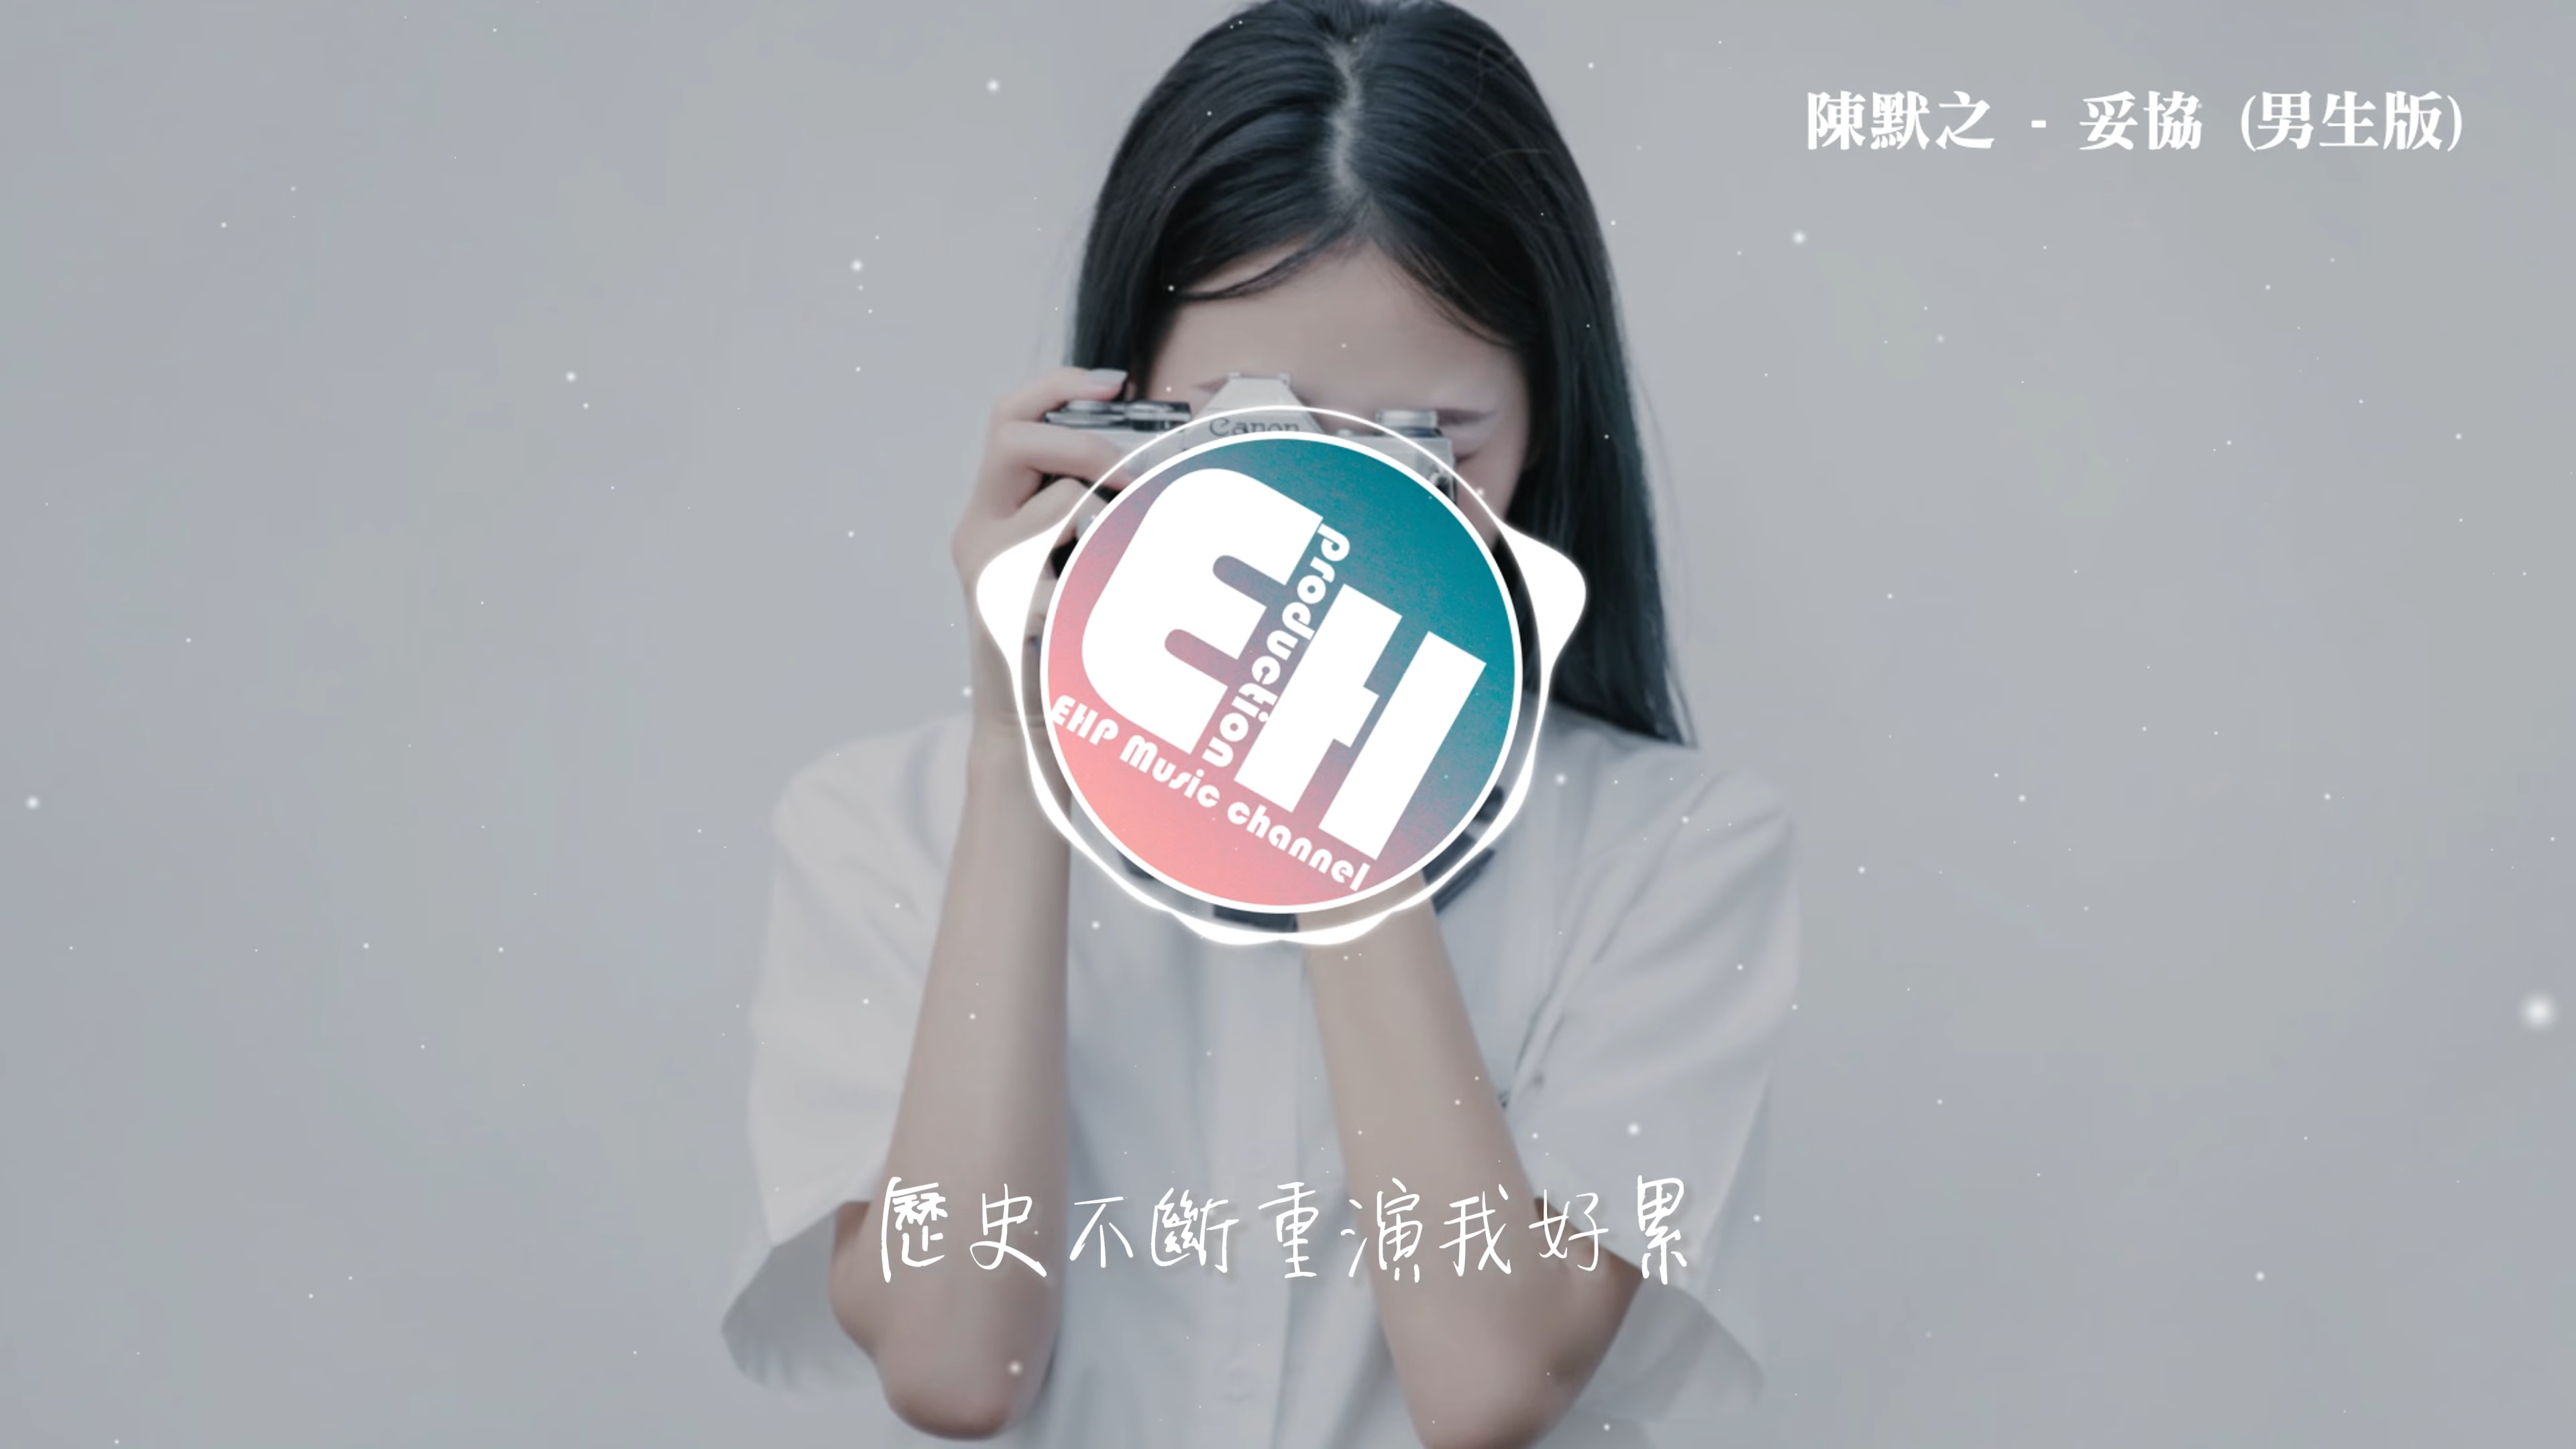 陳默之 - 妥協 (男生版)
Canon
EH
Production
EHP Music channel
歷史不斷重演我好累